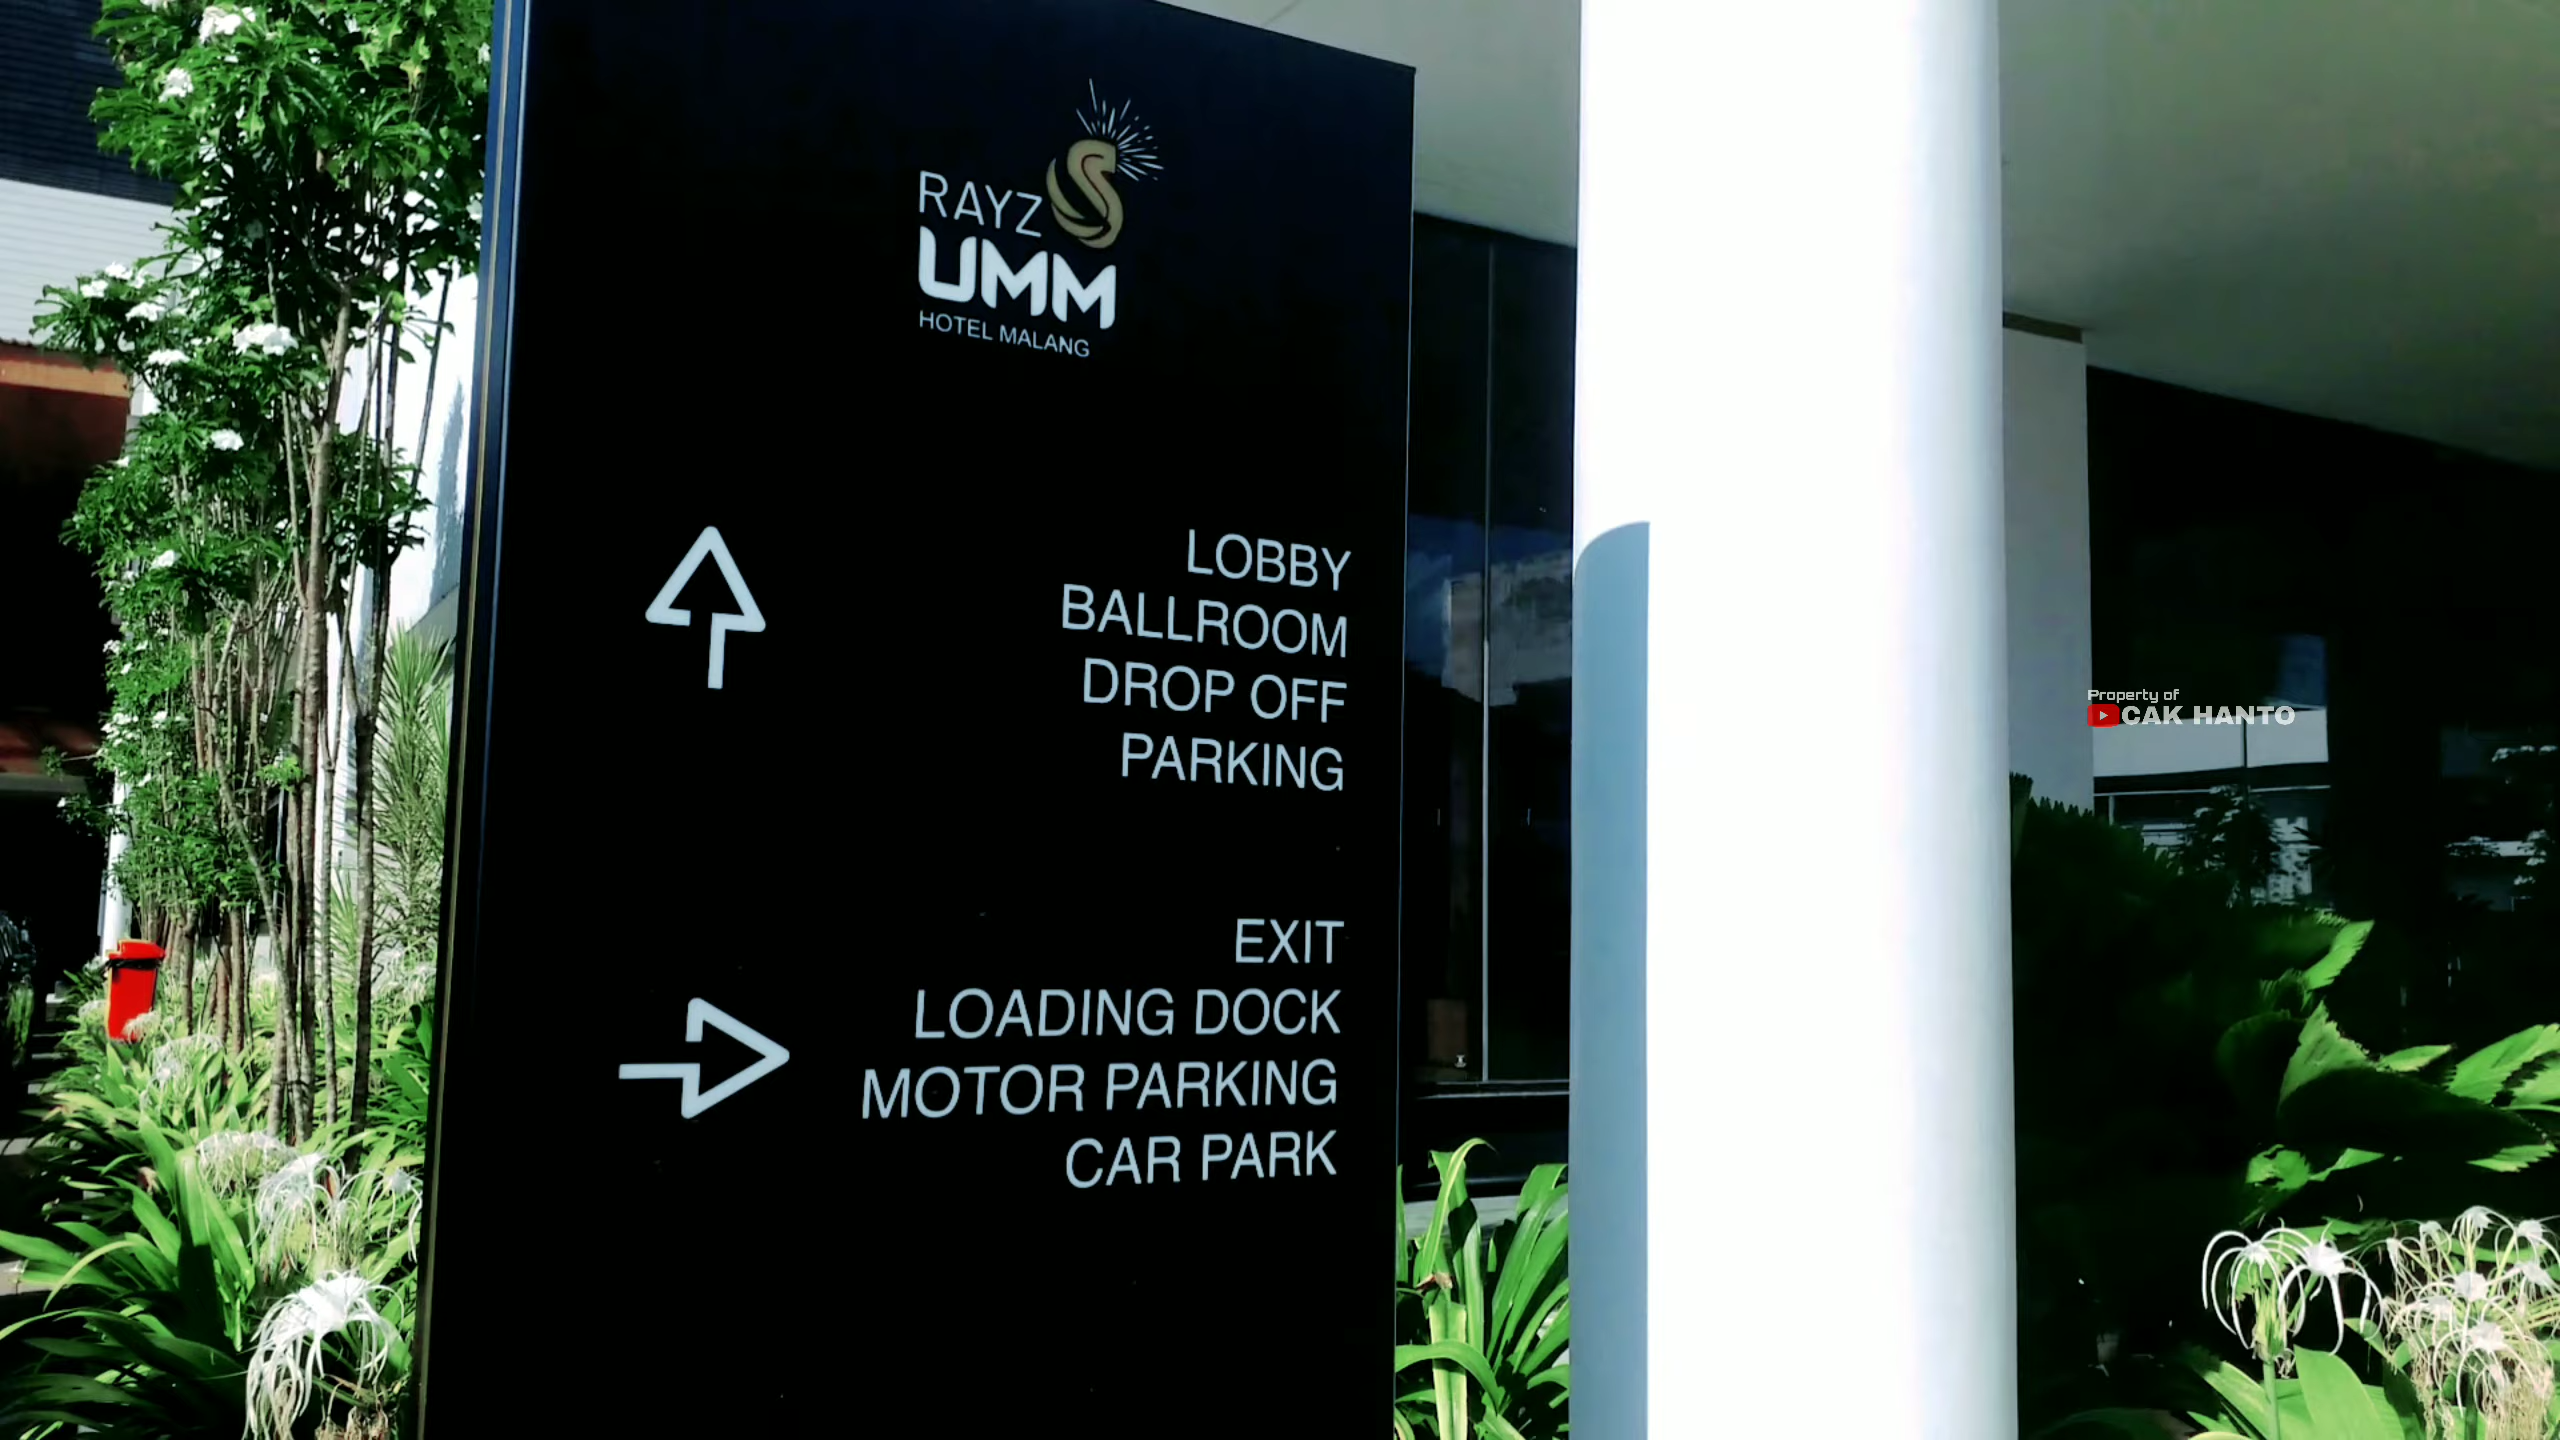 RAYZ S
UMM
HOTEL MALANG
LOBBY
BALLROOM
DROP OFF
PARKING
EXIT
LOADING DOCK
MOTOR PARKING
CAR PARK
Property of
CAK HANTO